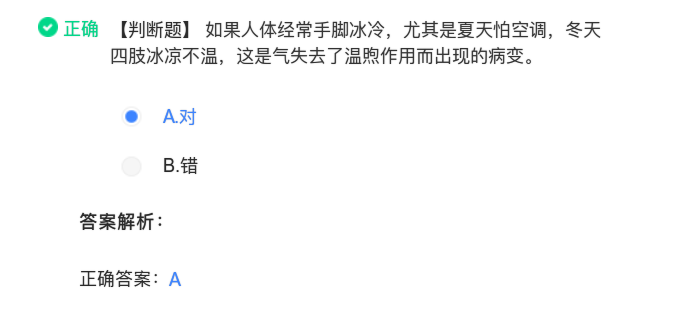 正确 【判断题】 如果人体经常手脚冰冷，尤其是夏天怕空调，冬天
四肢冰凉不温，这是气失去了温煦作用而出现的病变。
A.对
B.错
答案解析：
正确答案：A